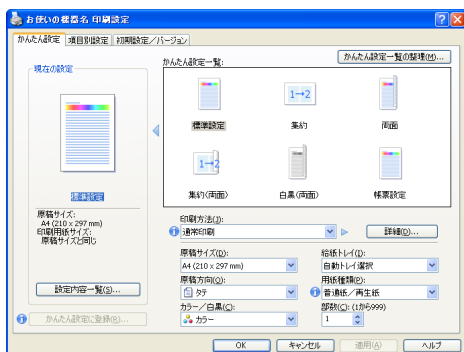 お使いの機器名 印刷設定
かんたん設定 項目別設定 初期設定／バージョン
現在の設定
かんたん設定一覧:
かんたん設定一覧の整理(M)...
標準設定
1→2
集約
両面
1→2
集約(両面)
白黒(両面)
帳票設定
標準設定
原稿サイズ:
A4 (210 x 297 mm)
印刷用紙サイズ:
原稿サイズと同じ
設定内容一覧(S)...
かんたん設定に登録(R)...
印刷方法(J):
通常印刷
詳細(O)...
原稿サイズ(D):
A4 (210 x 297 mm)
給紙トレイ(I):
自動トレイ選択
原稿方向(O):
タテ
用紙種類(P):
普通紙／再生紙
カラー／白黒(C):
カラー
部数(C): (1から999)
1
OK
キャンセル
適用(A)
ヘルプ